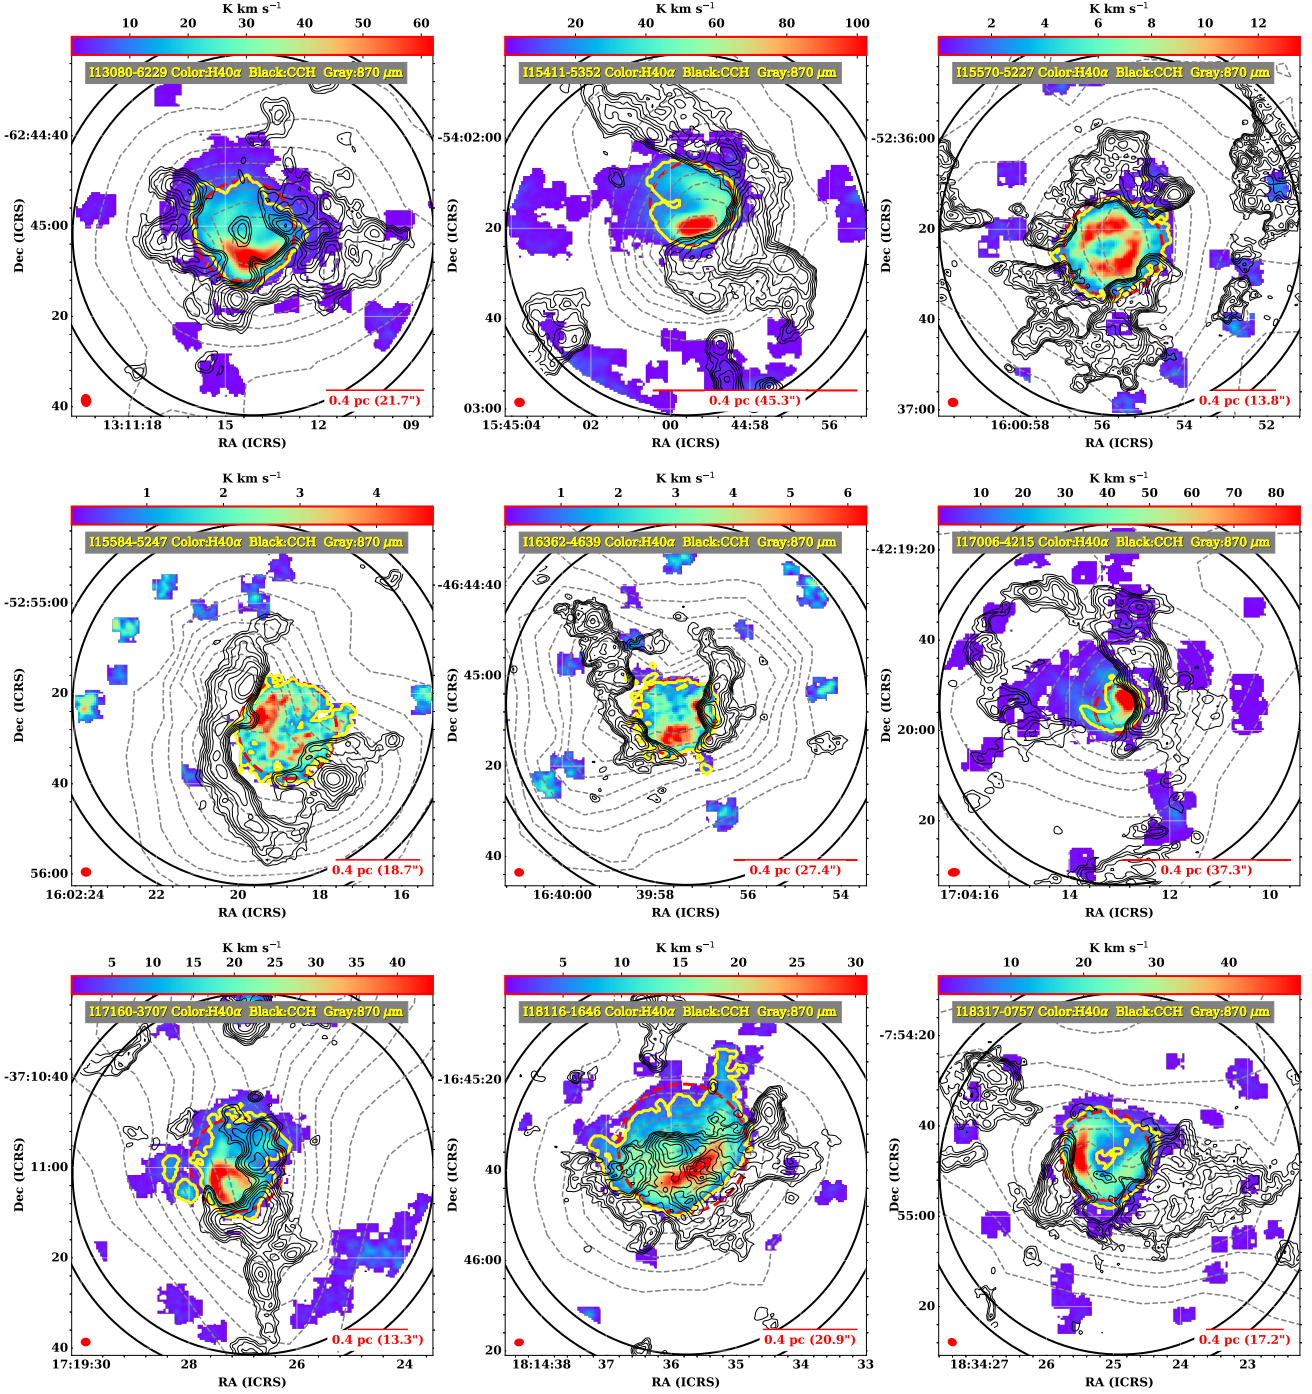 K km s⁻¹ K km s⁻¹ K km s⁻¹
10 20 30 40 50 60 20 40 60 80 100 2 4 6 8 10 12
I13080-6229 Color:H40α Black:CCH Gray:870 μm
I15411-5352 Color:H40α Black:CCH Gray:870 μm
I15570-5227 Color:H40α Black:CCH Gray:870 μm
-62:44:40 -54:02:00 -52:36:00
Dec (ICRS) Dec (ICRS) Dec (ICRS)
45:00 20 20
20 40 40
40 03:00 37:00
0.4 pc (21.7") 0.4 pc (45.3") 0.4 pc (13.8")
13:11:18 15 12 09 15:45:04 02 00 44:58 56 16:00:58 56 54 52
RA (ICRS) RA (ICRS) RA (ICRS)
K km s⁻¹ K km s⁻¹ K km s⁻¹
1 2 3 4 1 2 3 4 5 6 10 20 30 40 50 60 70 80
I15584-5247 Color:H40α Black:CCH Gray:870 μm
I16362-4639 Color:H40α Black:CCH Gray:870 μm
I17006-4215 Color:H40α Black:CCH Gray:870 μm
-52:55:00 -46:44:40 -42:19:20
Dec (ICRS) Dec (ICRS) Dec (ICRS)
20 45:00 40
40 20 20:00
56:00 40 20
0.4 pc (18.7") 0.4 pc (27.4") 0.4 pc (37.3")
16:02:24 22 20 18 16 16:40:00 39:58 56 54 17:04:16 14 12 10
RA (ICRS) RA (ICRS) RA (ICRS)
K km s⁻¹ K km s⁻¹ K km s⁻¹
5 10 15 20 25 30 35 40 5 10 15 20 25 30 10 20 30 40
I17160-3707 Color:H40α Black:CCH Gray:870 μm
I18116-1646 Color:H40α Black:CCH Gray:870 μm
I18317-0757 Color:H40α Black:CCH Gray:870 μm
-37:10:40 -16:45:20 -7:54:20
Dec (ICRS) Dec (ICRS) Dec (ICRS)
11:00 40 40
20 46:00 55:00
40 20 20
0.4 pc (13.3") 0.4 pc (20.9") 0.4 pc (17.2")
17:19:30 28 26 24 18:14:38 37 36 35 34 33 18:34:27 26 25 24 23
RA (ICRS) RA (ICRS) RA (ICRS)